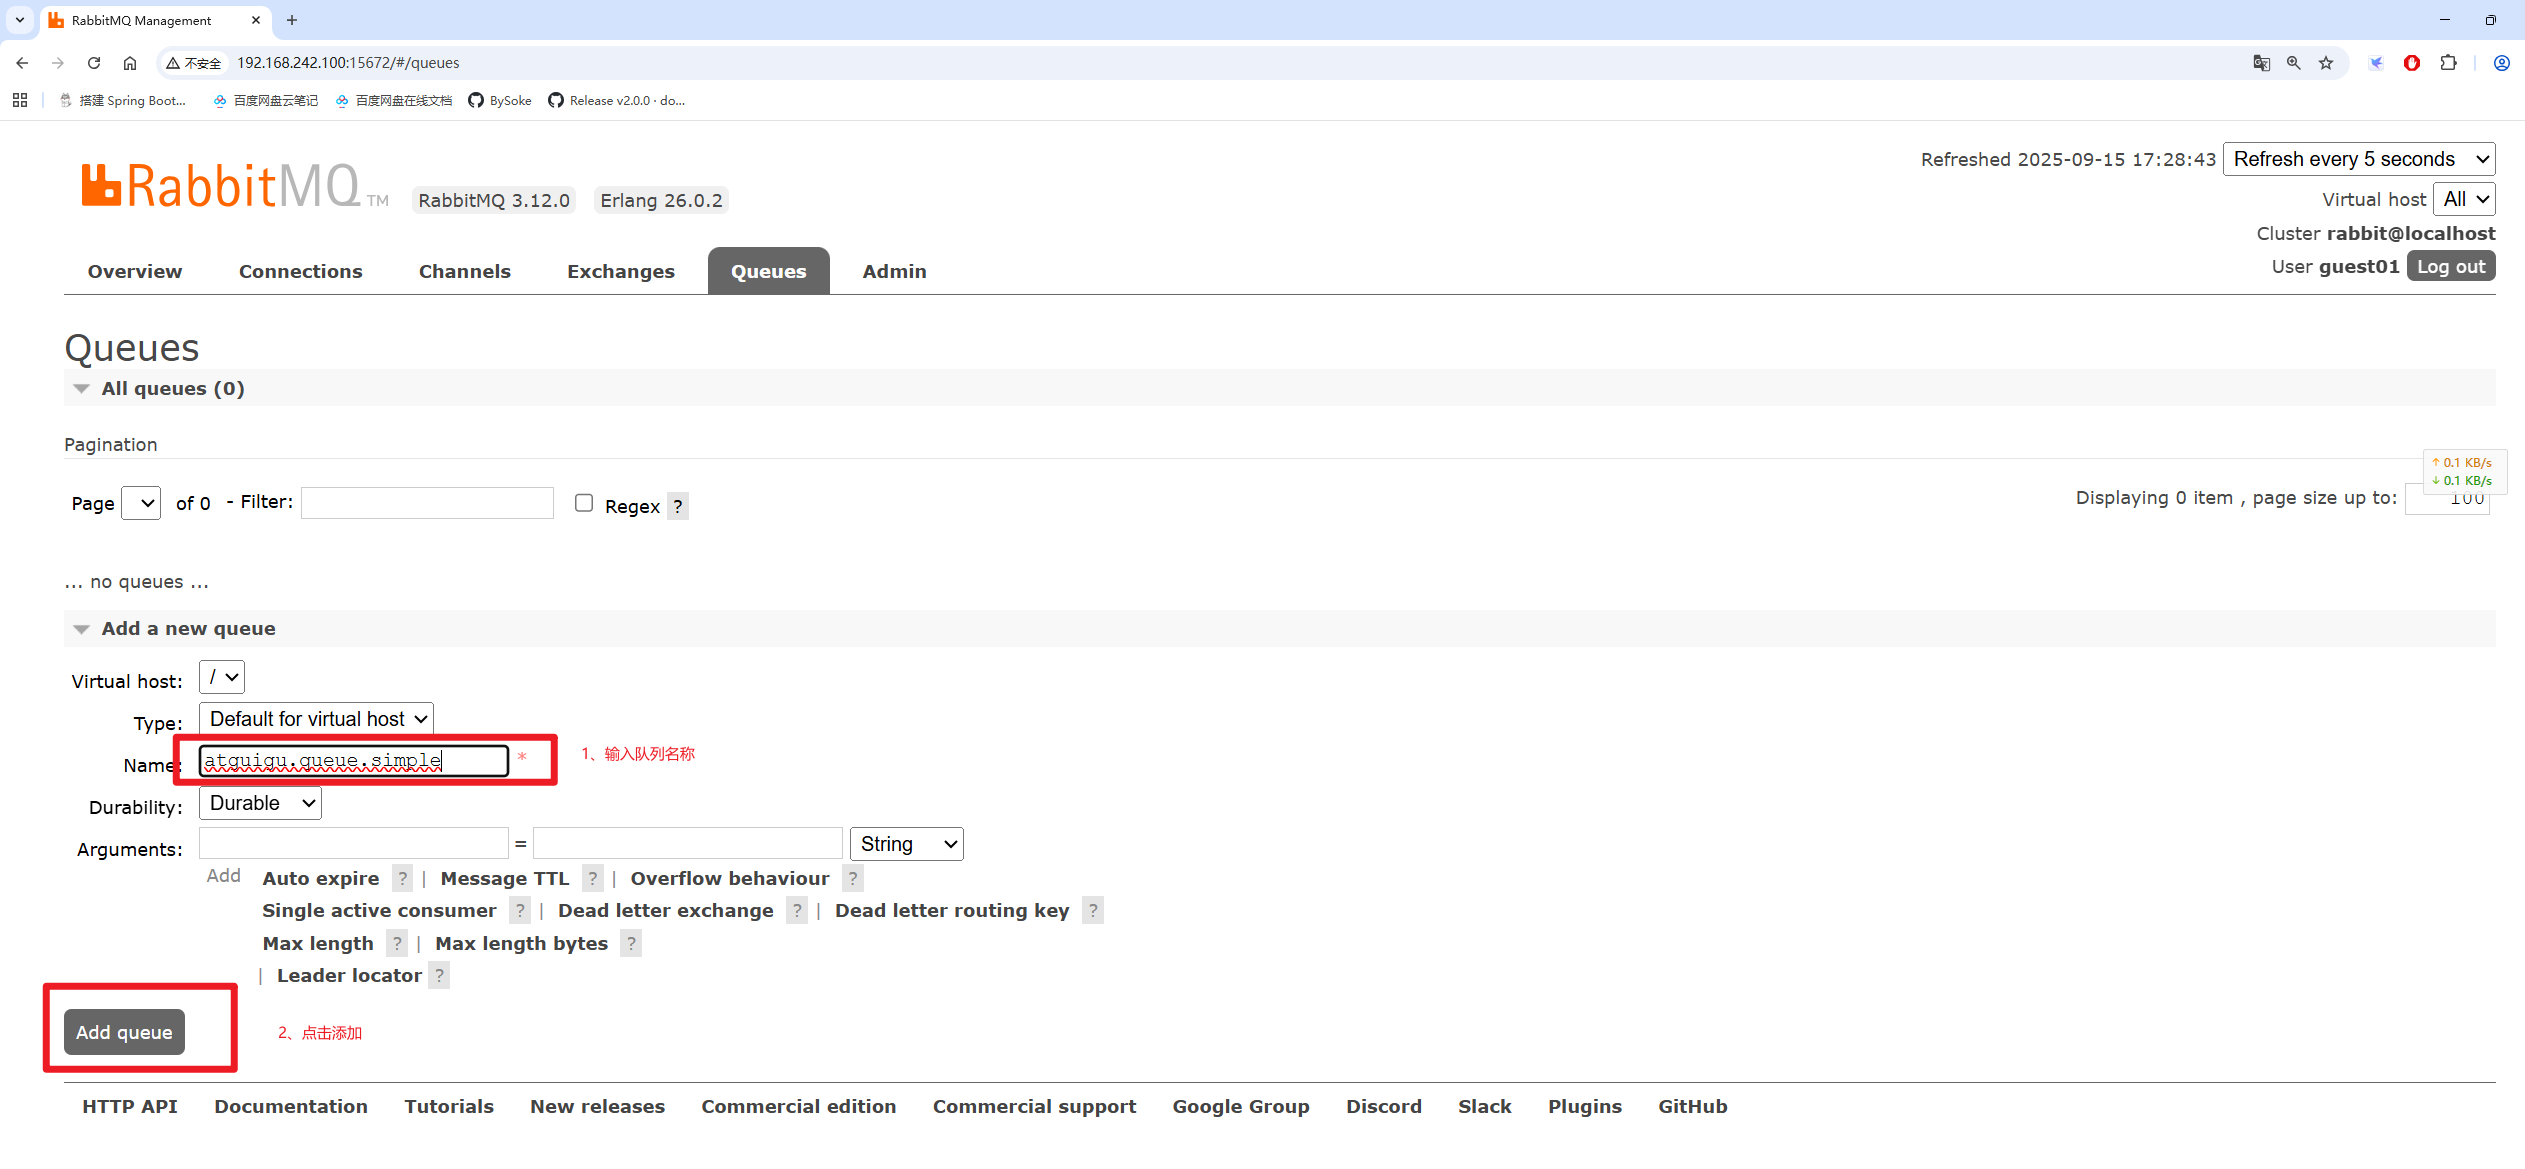 RabbitMQ Management
不安全 192.168.242.100:15672/#/queues
搭建 Spring Boot... 百度网盘云笔记 百度网盘在线文档 BySoke Release v2.0.0 · do...
RabbitMQ TM RabbitMQ 3.12.0 Erlang 26.0.2
Refreshed 2025-09-15 17:28:43 Refresh every 5 seconds
Virtual host All
Cluster rabbit@localhost
User guest01 Log out
Overview Connections Channels Exchanges Queues Admin
Queues
All queues (0)
Pagination
↑ 0.1 KB/s
↓ 0.1 KB/s
Page of 0 - Filter: Regex ? Displaying 0 item , page size up to: 100
... no queues ...
Add a new queue
Virtual host: /
Type: Default for virtual host
Name: atguigu.queue.simple * 1、输入队列名称
Durability: Durable
Arguments: = String
Add Auto expire ? | Message TTL ? | Overflow behaviour ?
Single active consumer ? | Dead letter exchange ? | Dead letter routing key ?
Max length ? | Max length bytes ?
| Leader locator ?
Add queue 2、点击添加
HTTP API Documentation Tutorials New releases Commercial edition Commercial support Google Group Discord Slack Plugins GitHub